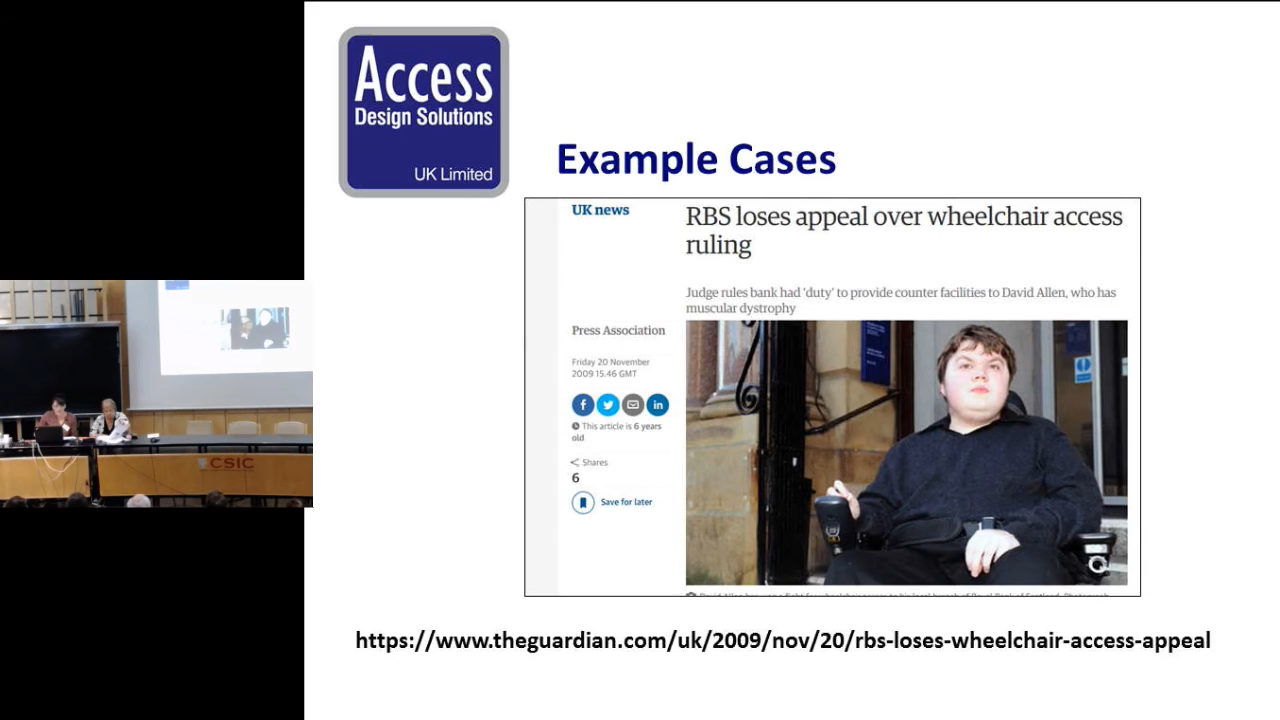 Access
Design Solutions
UK Limited
Example Cases
UK news
RBS loses appeal over wheelchair access
ruling
Judge rules bank had 'duty' to provide counter facilities to David Allen, who has
muscular dystrophy
Press Association
Friday 20 November
2009 15.46 GMT
This article is 6 years
old
Shares
6
Save for later
CSIC
https://www.theguardian.com/uk/2009/nov/20/rbs-loses-wheelchair-access-appeal